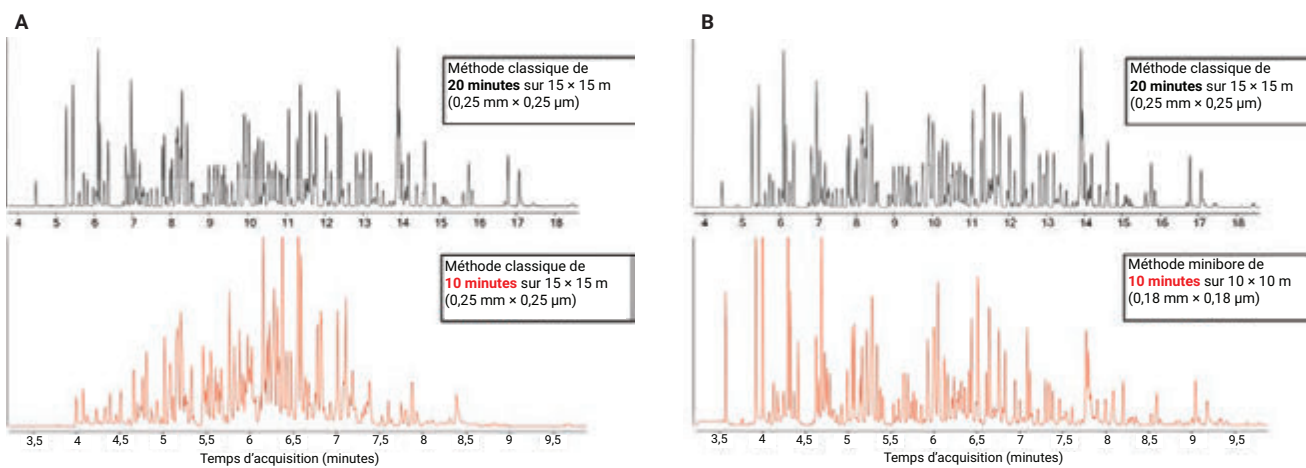 A
Méthode classique de
20 minutes sur 15 × 15 m
(0,25 mm × 0,25 µm)
4 5 6 7 8 9 10 11 12 13 14 15 16 17 18
Méthode classique de
10 minutes sur 15 × 15 m
(0,25 mm × 0,25 µm)
3,5 4 4,5 5 5,5 6 6,5 7 7,5 8 8,5 9 9,5
Temps d'acquisition (minutes)
B
Méthode classique de
20 minutes sur 15 × 15 m
(0,25 mm × 0,25 µm)
4 5 6 7 8 9 10 11 12 13 14 15 16 17 18
Méthode minibore de
10 minutes sur 10 × 10 m
(0,18 mm × 0,18 µm)
3,5 4 4,5 5 5,5 6 6,5 7 7,5 8 8,5 9 9,5
Temps d'acquisition (minutes)